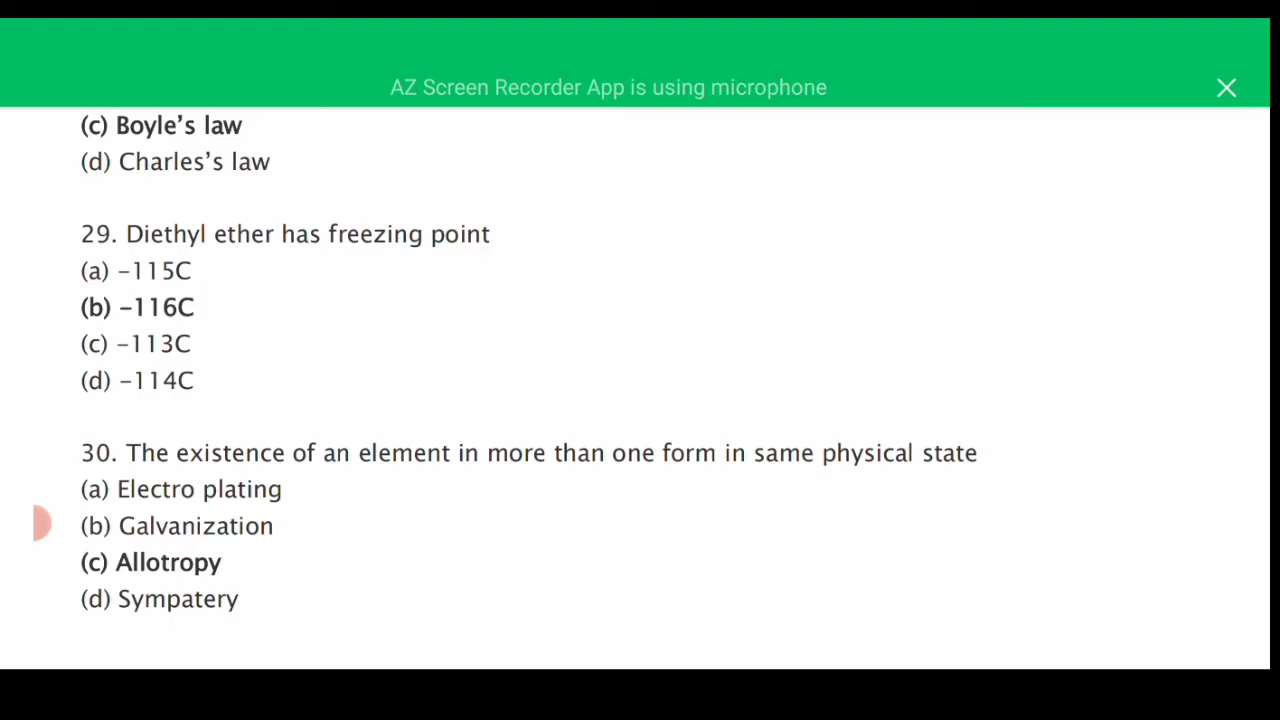 AZ Screen Recorder App is using microphone
(c) Boyle's law
(d) Charles's law
29. Diethyl ether has freezing point
(a) –115C
(b) –116C
(c) –113C
(d) –114C
30. The existence of an element in more than one form in same physical state
(a) Electro plating
(b) Galvanization
(c) Allotropy
(d) Sympatery